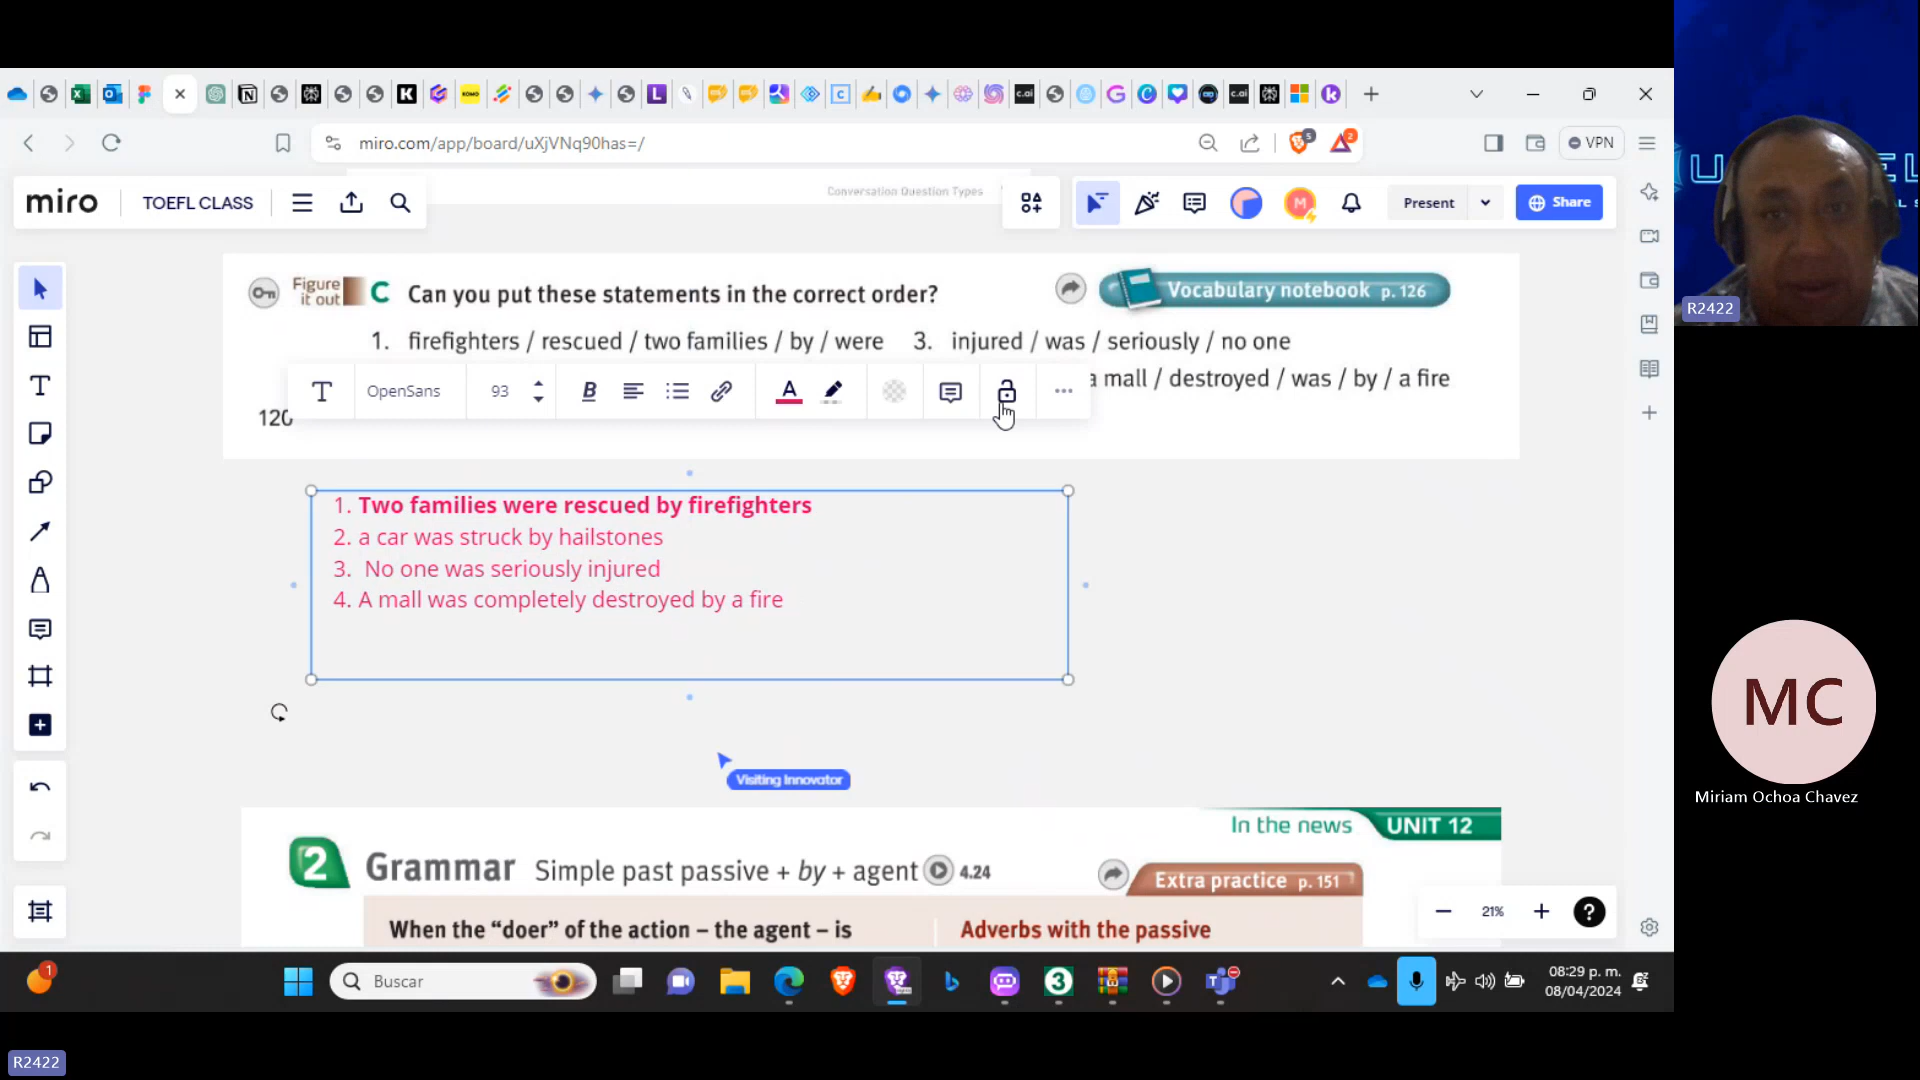 miro.com/app/board/uXjVNq90has=/
5
2
VPN
miro
TOEFL CLASS
Conversation Question Types
M
Present
Share
R2422
Figure it out
C Can you put these statements in the correct order?
Vocabulary notebook p. 126
1. firefighters / rescued / two families / by / were
3. injured / was / seriously / no one
T OpenSans 93 B A
a mall / destroyed / was / by / a fire
120
1. Two families were rescued by firefighters
2. a car was struck by hailstones
3. No one was seriously injured
4. A mall was completely destroyed by a fire
Visiting Innovator
MC
Miriam Ochoa Chavez
In the news UNIT 12
2 Grammar Simple past passive + by + agent 4.24
Extra practice p. 151
When the “doer” of the action – the agent – is
Adverbs with the passive
21%
1
Buscar
08:29 p. m.
08/04/2024
R2422